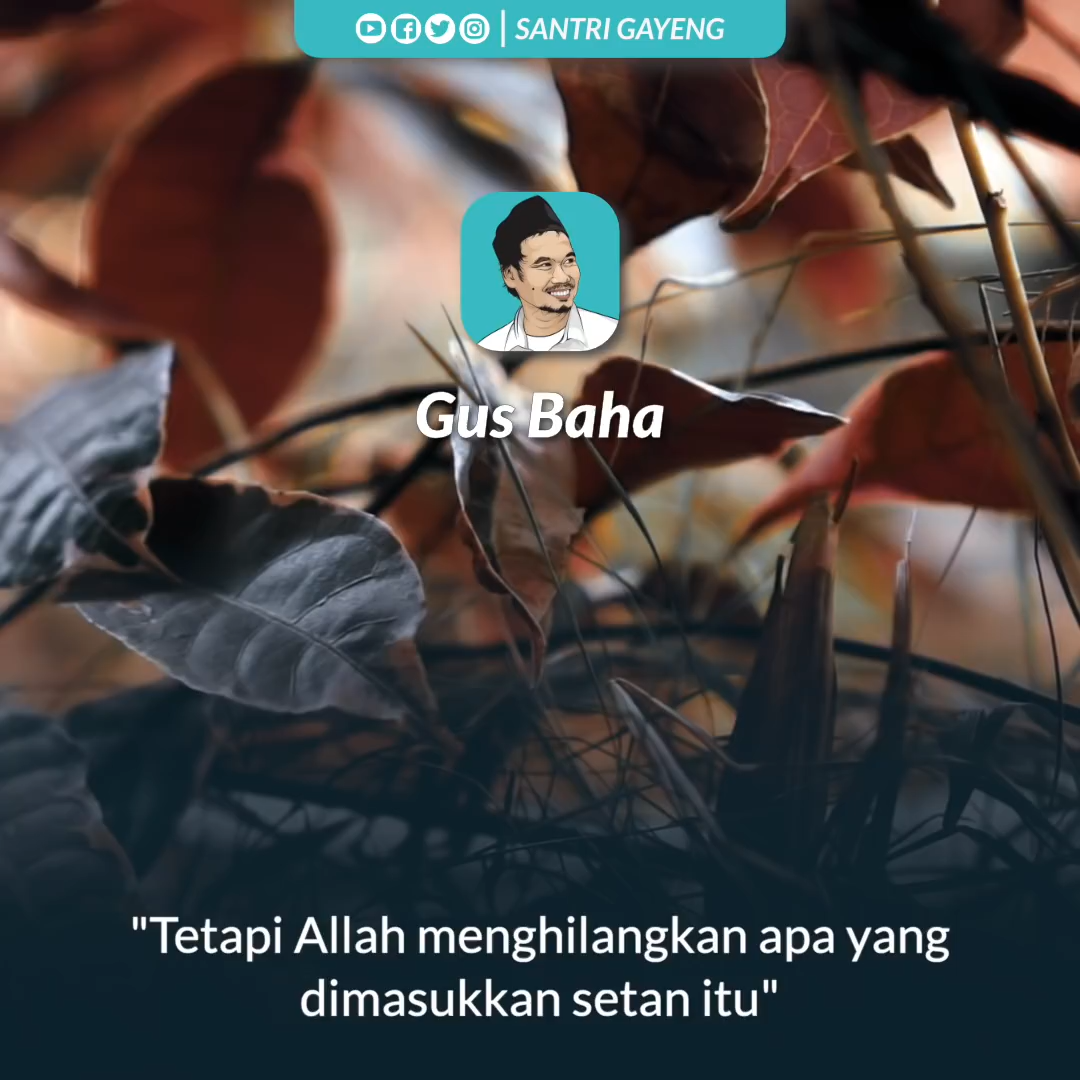 SANTRI GAYENG
Gus Baha
"Tetapi Allah menghilangkan apa yang
dimasukkan setan itu"